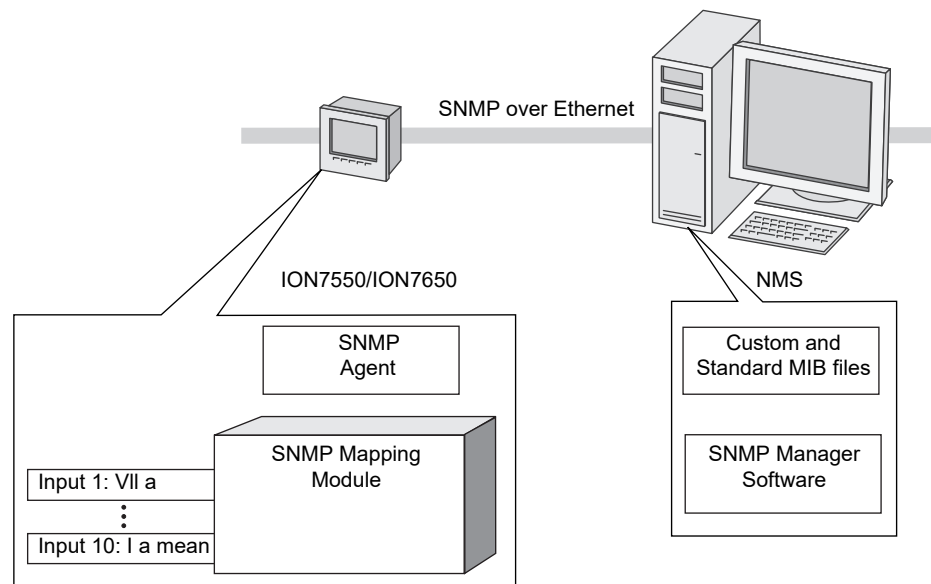 SNMP over Ethernet
ION7550/ION7650
NMS
SNMP
Agent
Custom and
Standard MIB files
SNMP Mapping
Module
SNMP Manager
Software
Input 1: Vll a
Input 10: I a mean